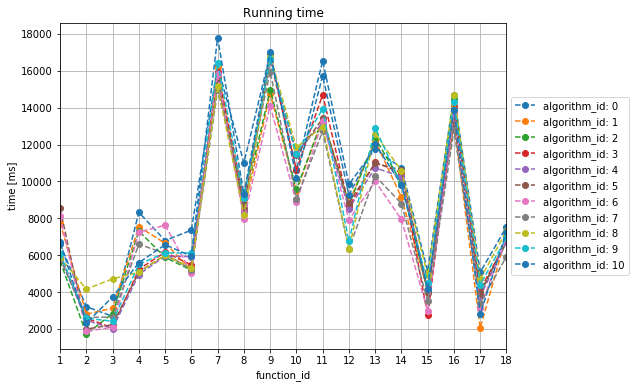 Running time
18000
16000
14000
12000
10000
8000
6000
4000
2000
time [ms]
1 2 3 4 5 6 7 8 9 10 11 12 13 14 15 16 17 18
function_id
algorithm_id: 0
algorithm_id: 1
algorithm_id: 2
algorithm_id: 3
algorithm_id: 4
algorithm_id: 5
algorithm_id: 6
algorithm_id: 7
algorithm_id: 8
algorithm_id: 9
algorithm_id: 10